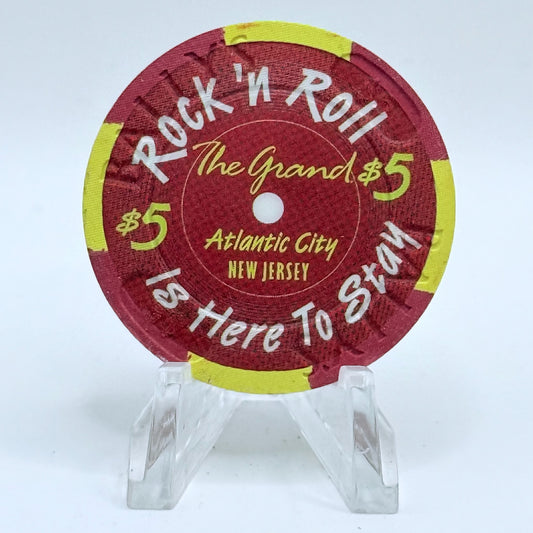 Rock 'n Roll
The Grand
$5
$5
Atlantic City
NEW JERSEY
Is Here To Stay